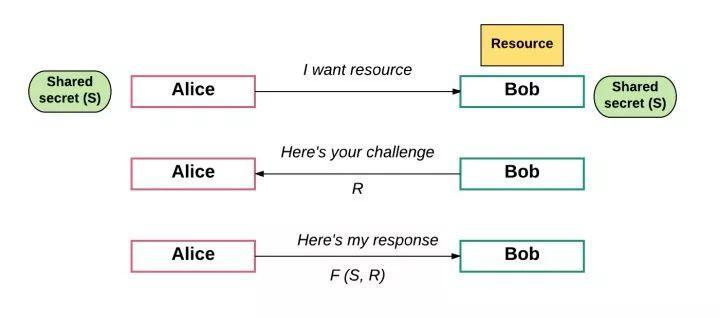 Resource
I want resource
Shared
secret (S)
Alice
Bob
Shared
secret (S)
Here's your challenge
Alice
Bob
R
Here's my response
Alice
Bob
F (S, R)